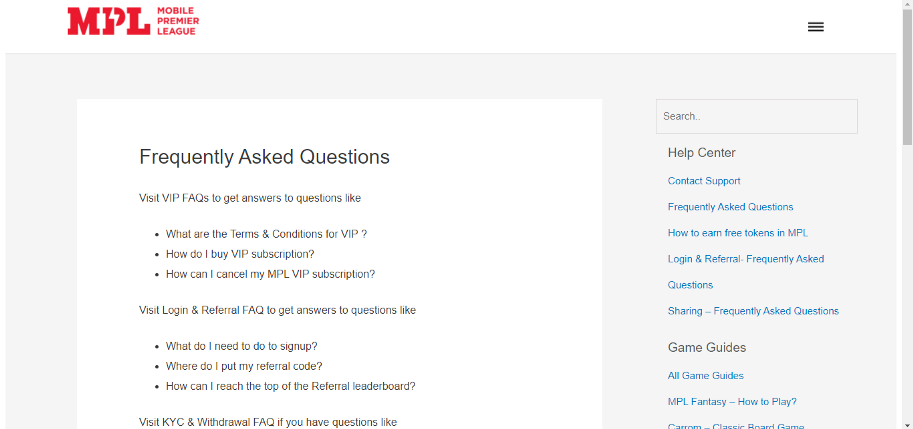 MPL MOBILE
PREMIER
LEAGUE
Search..
Frequently Asked Questions
Visit VIP FAQs to get answers to questions like
• What are the Terms & Conditions for VIP ?
• How do I buy VIP subscription?
• How can I cancel my MPL VIP subscription?
Visit Login & Referral FAQ to get answers to questions like
• What do I need to do to signup?
• Where do I put my referral code?
• How can I reach the top of the Referral leaderboard?
Visit KYC & Withdrawal FAQ if you have questions like
Help Center
Contact Support
Frequently Asked Questions
How to earn free tokens in MPL
Login & Referral- Frequently Asked
Questions
Sharing – Frequently Asked Questions
Game Guides
All Game Guides
MPL Fantasy – How to Play?
Carrom – Classic Board Game